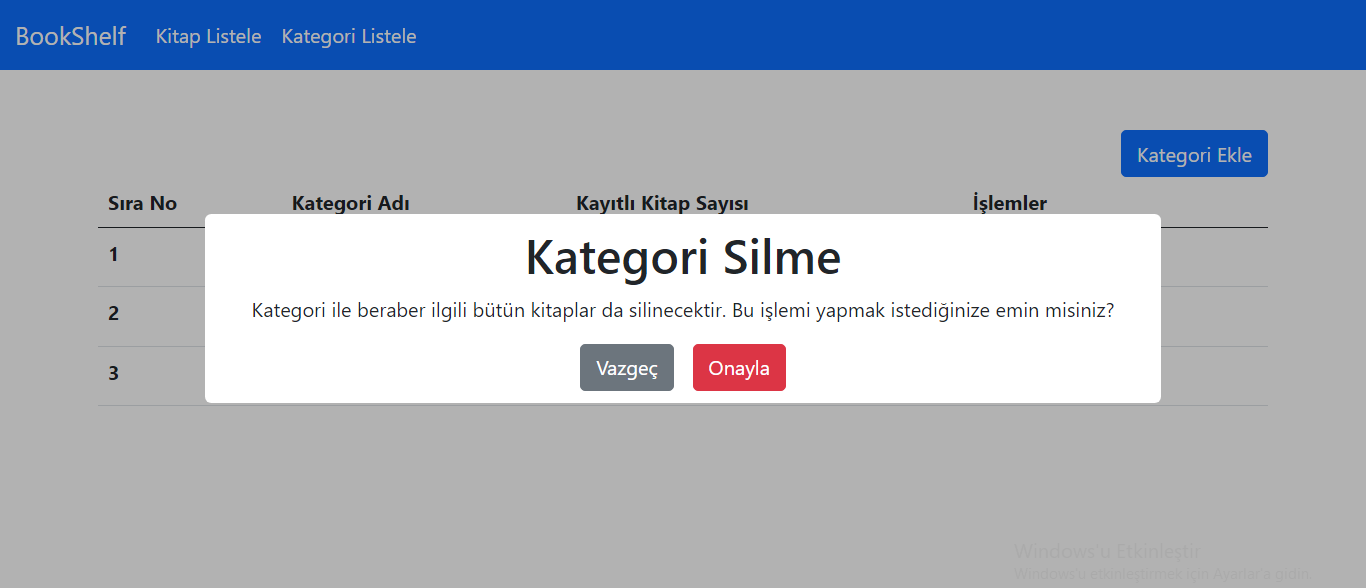 BookShelf Kitap Listele Kategori Listele
Kategori Ekle
Sıra No Kategori Adı Kayıtlı Kitap Sayısı İşlemler
1
Kategori Silme
Kategori ile beraber ilgili bütün kitaplar da silinecektir. Bu işlemi yapmak istediğinize emin misiniz?
2
Vazgeç Onayla
3
Windows'u Etkinleştir
Windows'u etkinleştirmek için Ayarlar'a gidin.